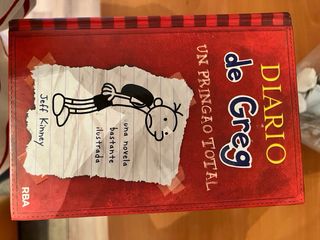 DIARIO
de Greg
UN PRINGAO TOTAL
una novela
bastante
ilustrada
Jeff Kinney
RBA